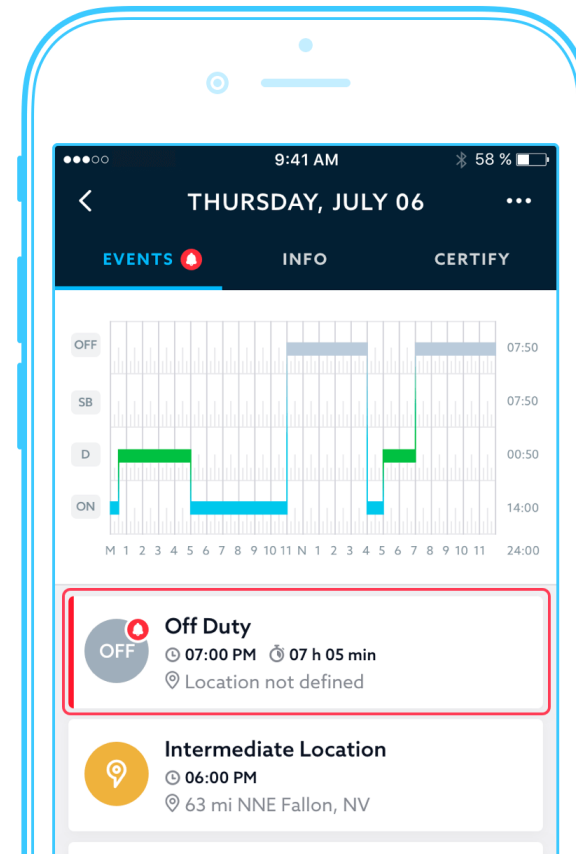 9:41 AM 58 %
THURSDAY, JULY 06
EVENTS INFO CERTIFY
OFF 07:50
SB 07:50
D 00:50
ON 14:00
M 1 2 3 4 5 6 7 8 9 10 11 N 1 2 3 4 5 6 7 8 9 10 11 24:00
OFF
Off Duty
07:00 PM 07 h 05 min
Location not defined
Intermediate Location
06:00 PM
63 mi NNE Fallon, NV